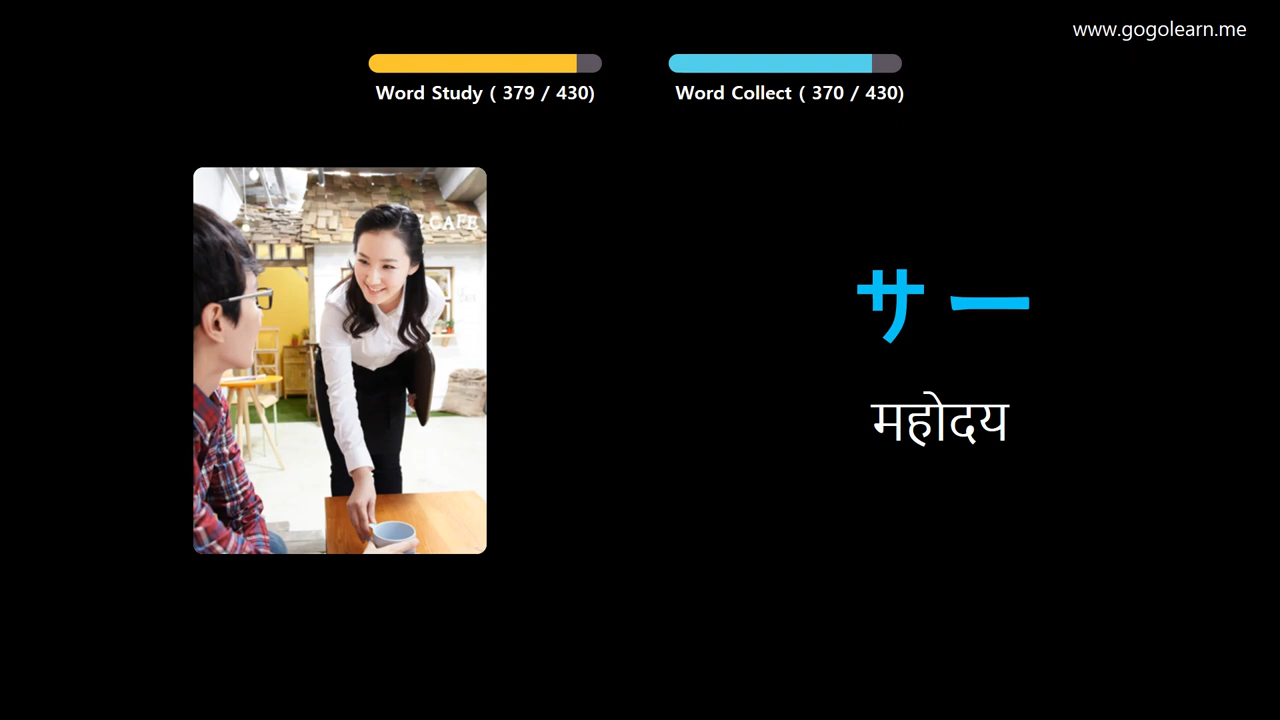 www.gogolearn.me
Word Study ( 379 / 430)
Word Collect ( 370 / 430)
CAFE
サー
महोदय